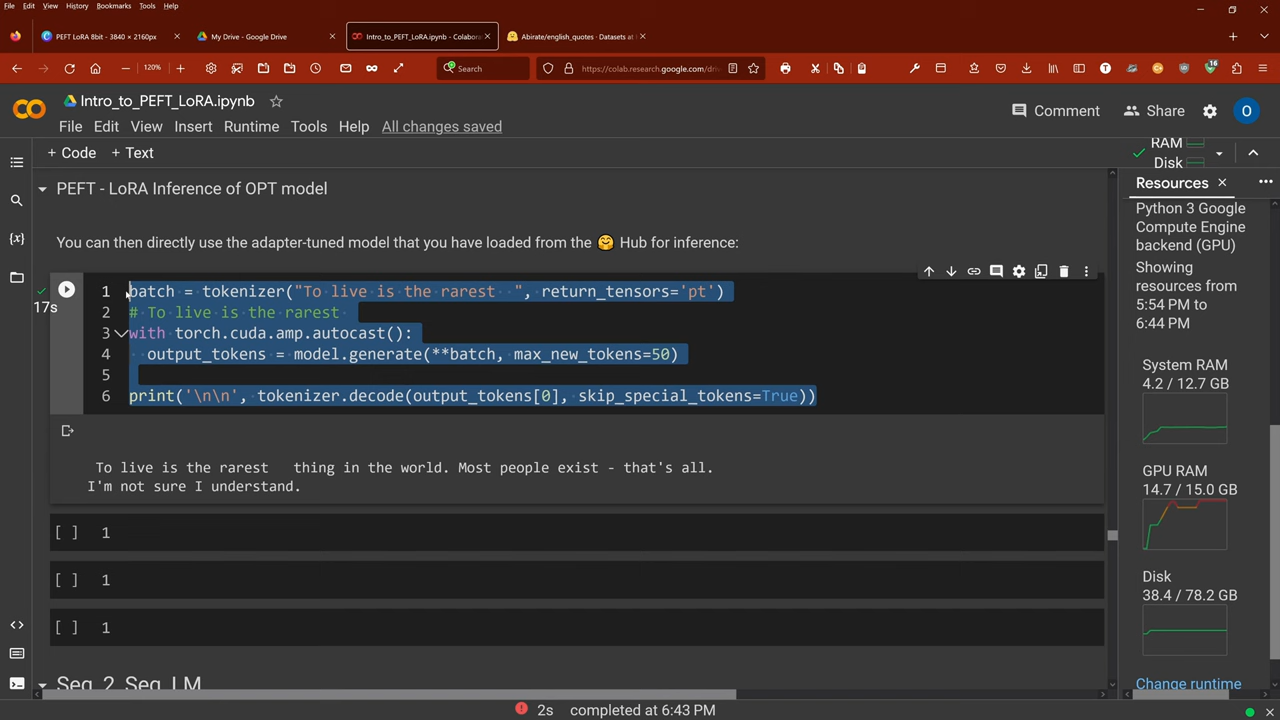 File Edit View History Bookmarks Tools Help
PEFT LoRA 8bit - 3840 × 2160px
My Drive - Google Drive
Intro_to_PEFT_LoRA.ipynb - Colabora
Abirate/english_quotes · Datasets at
120%
Search
https://colab.research.google.com/driv
16
Intro_to_PEFT_LoRA.ipynb
Comment
Share
O
File Edit View Insert Runtime Tools Help All changes saved
+ Code + Text
RAM
Disk
PEFT - LoRA Inference of OPT model
You can then directly use the adapter-tuned model that you have loaded from the 🤗 Hub for inference:
17s
1 batch = tokenizer("To live is the rarest  ", return_tensors='pt')
2 # To live is the rarest
3 with torch.cuda.amp.autocast():
4   output_tokens = model.generate(**batch, max_new_tokens=50)
5
6 print('\n\n', tokenizer.decode(output_tokens[0], skip_special_tokens=True))
To live is the rarest   thing in the world. Most people exist - that's all.
I'm not sure I understand.
[ ] 1
[ ] 1
[ ] 1
Seq 2 Seq LM
Resources
Python 3 Google
Compute Engine
backend (GPU)
Showing
resources from
5:54 PM to
6:44 PM
System RAM
4.2 / 12.7 GB
GPU RAM
14.7 / 15.0 GB
Disk
38.4 / 78.2 GB
Change runtime
2s completed at 6:43 PM